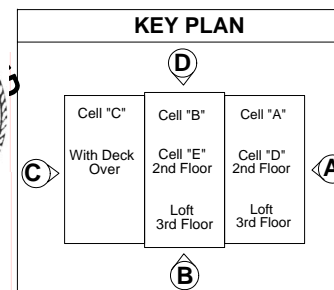 KEY PLAN
D
Cell "C"
With Deck
Over
Cell "B"
Cell "E"
2nd Floor
Loft
3rd Floor
Cell "A"
Cell "D"
2nd Floor
Loft
3rd Floor
C
A
B